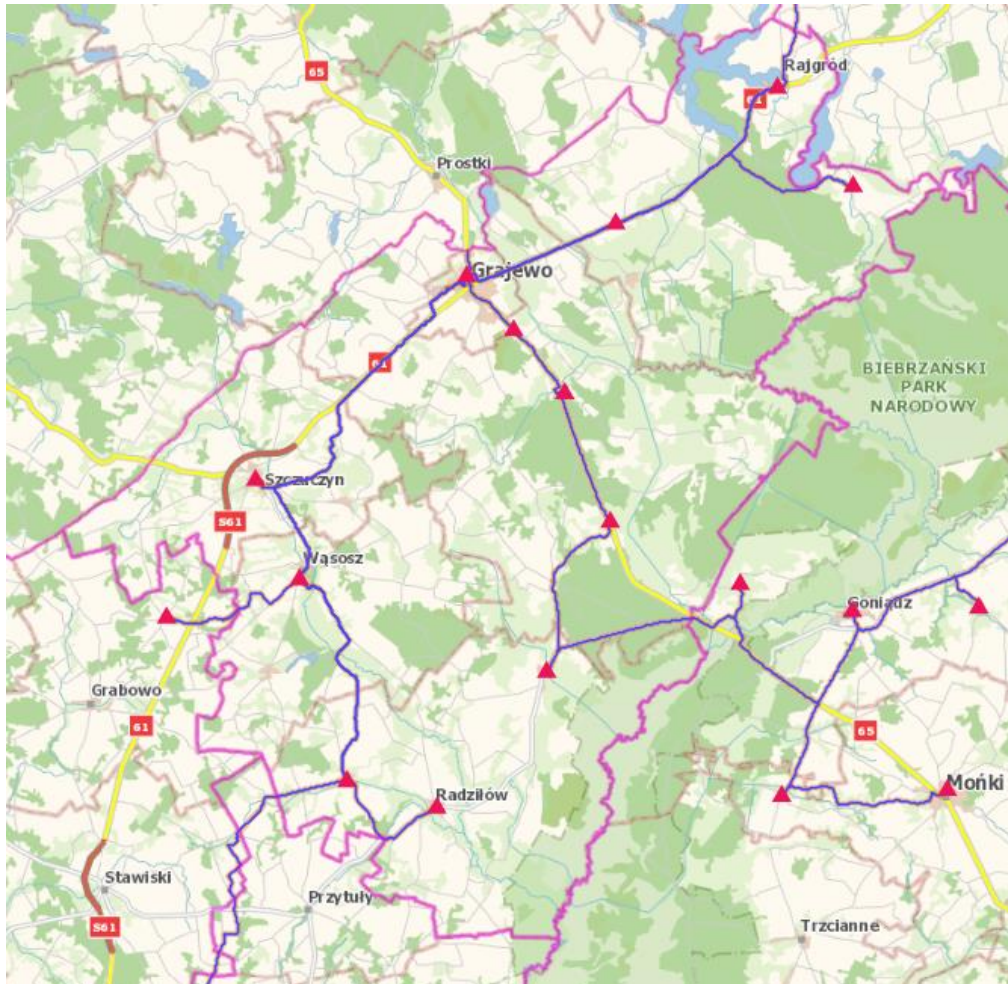 65
Rajgród
61
Prostki
Grajewo
61
BIEBRZAŃSKI
PARK
NARODOWY
Szczuczyn
S61
Wąsosz
Goniądz
Grabowo
61
65
Mońki
Radziłów
Stawiski
Przytuły
S61
Trzcianne